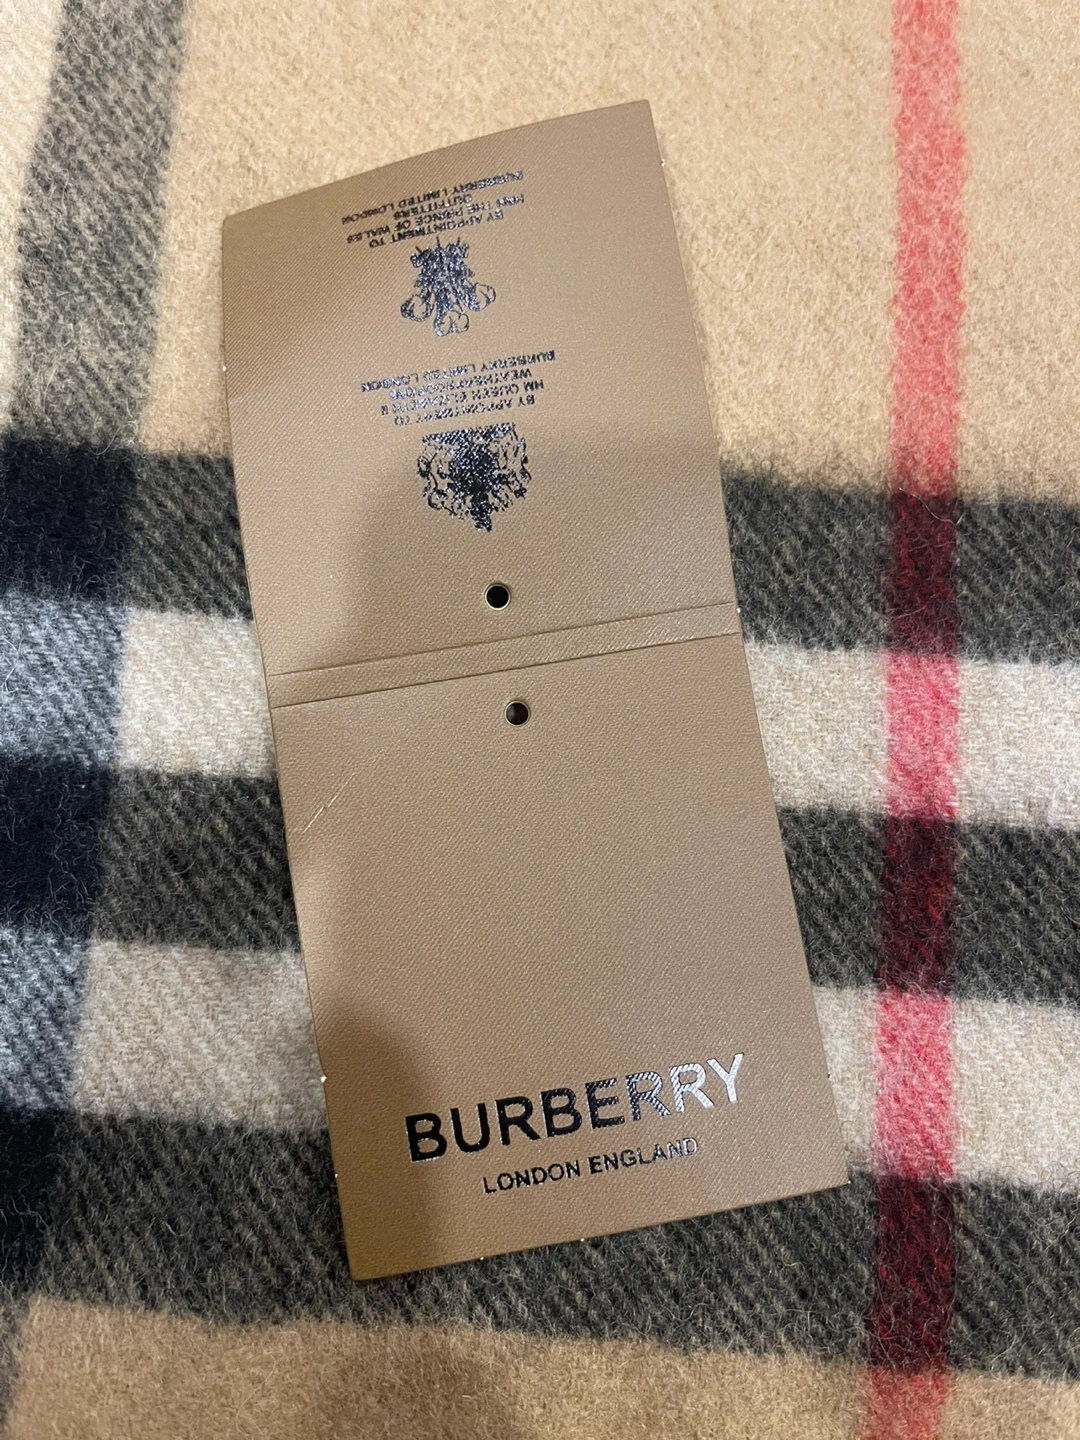 BY APPOINTMENT TO
HRH THE PRINCE OF WALES
OUTFITTERS
BURBERRY LIMITED LONDON
BY APPOINTMENT TO
HM QUEEN ELIZABETH II
WEATHERPROOFERS
BURBERRY LIMITED LONDON
BURBERRY
LONDON ENGLAND